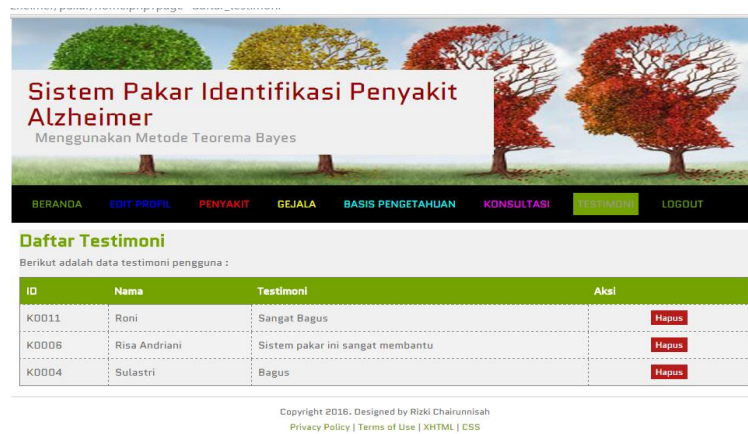 Sistem Pakar Identifikasi Penyakit
Alzheimer
Menggunakan Metode Teorema Bayes
BERANDA EDIT PROFIL PENYAKIT GEJALA BASIS PENGETAHUAN KONSULTASI TESTIMONI LOGOUT
Daftar Testimoni
Berikut adalah data testimoni pengguna :
ID Nama Testimoni Aksi
K0011 Roni Sangat Bagus Hapus
K0006 Risa Andriani Sistem pakar ini sangat membantu Hapus
K0004 Sulastri Bagus Hapus
Copyright 2016. Designed by Rizki Chairunnisah
Privacy Policy | Terms of Use | XHTML | CSS